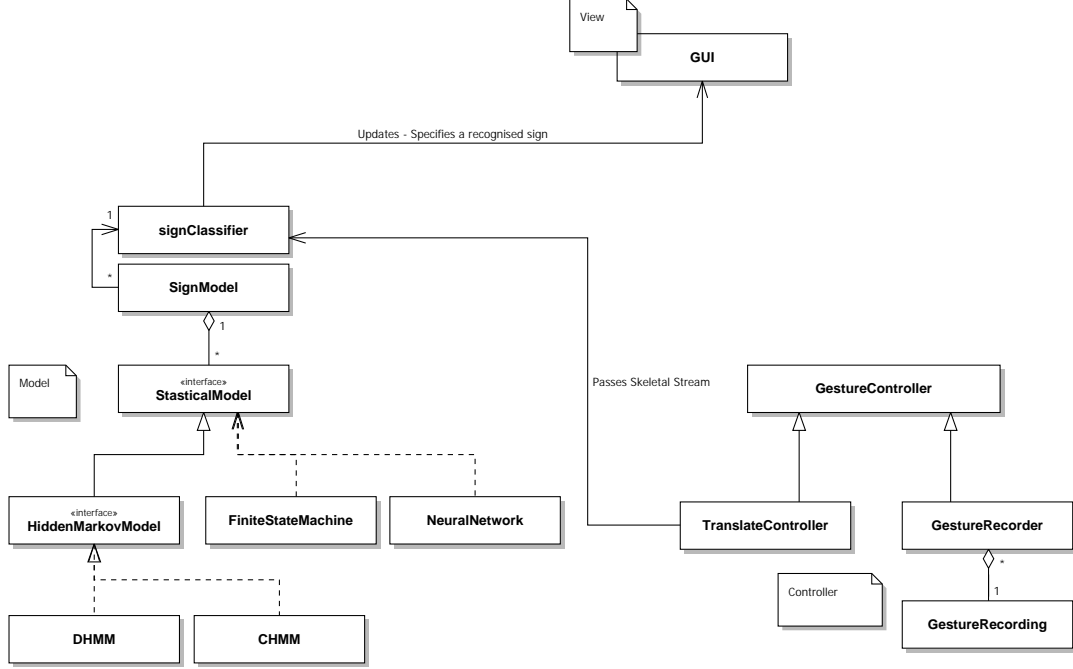 View
GUI
Updates - Specifies a recognised sign
1
signClassifier
*
SignModel
1
*
Model
«interface»
StasticalModel
Passes Skeletal Stream
GestureController
«interface»
HiddenMarkovModel
FiniteStateMachine
NeuralNetwork
TranslateController
GestureRecorder
*
Controller
1
GestureRecording
DHMM
CHMM